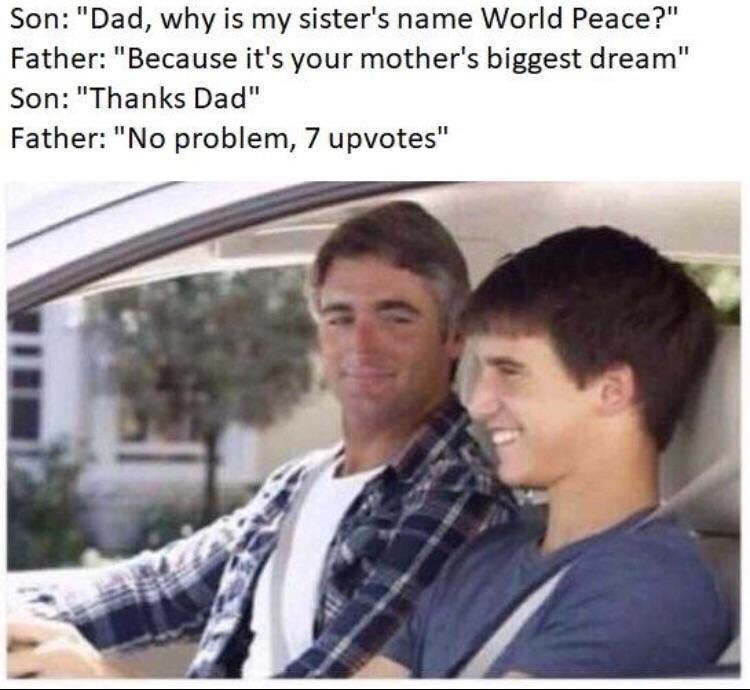 Son: "Dad, why is my sister's name World Peace?"
Father: "Because it's your mother's biggest dream"
Son: "Thanks Dad"
Father: "No problem, 7 upvotes"